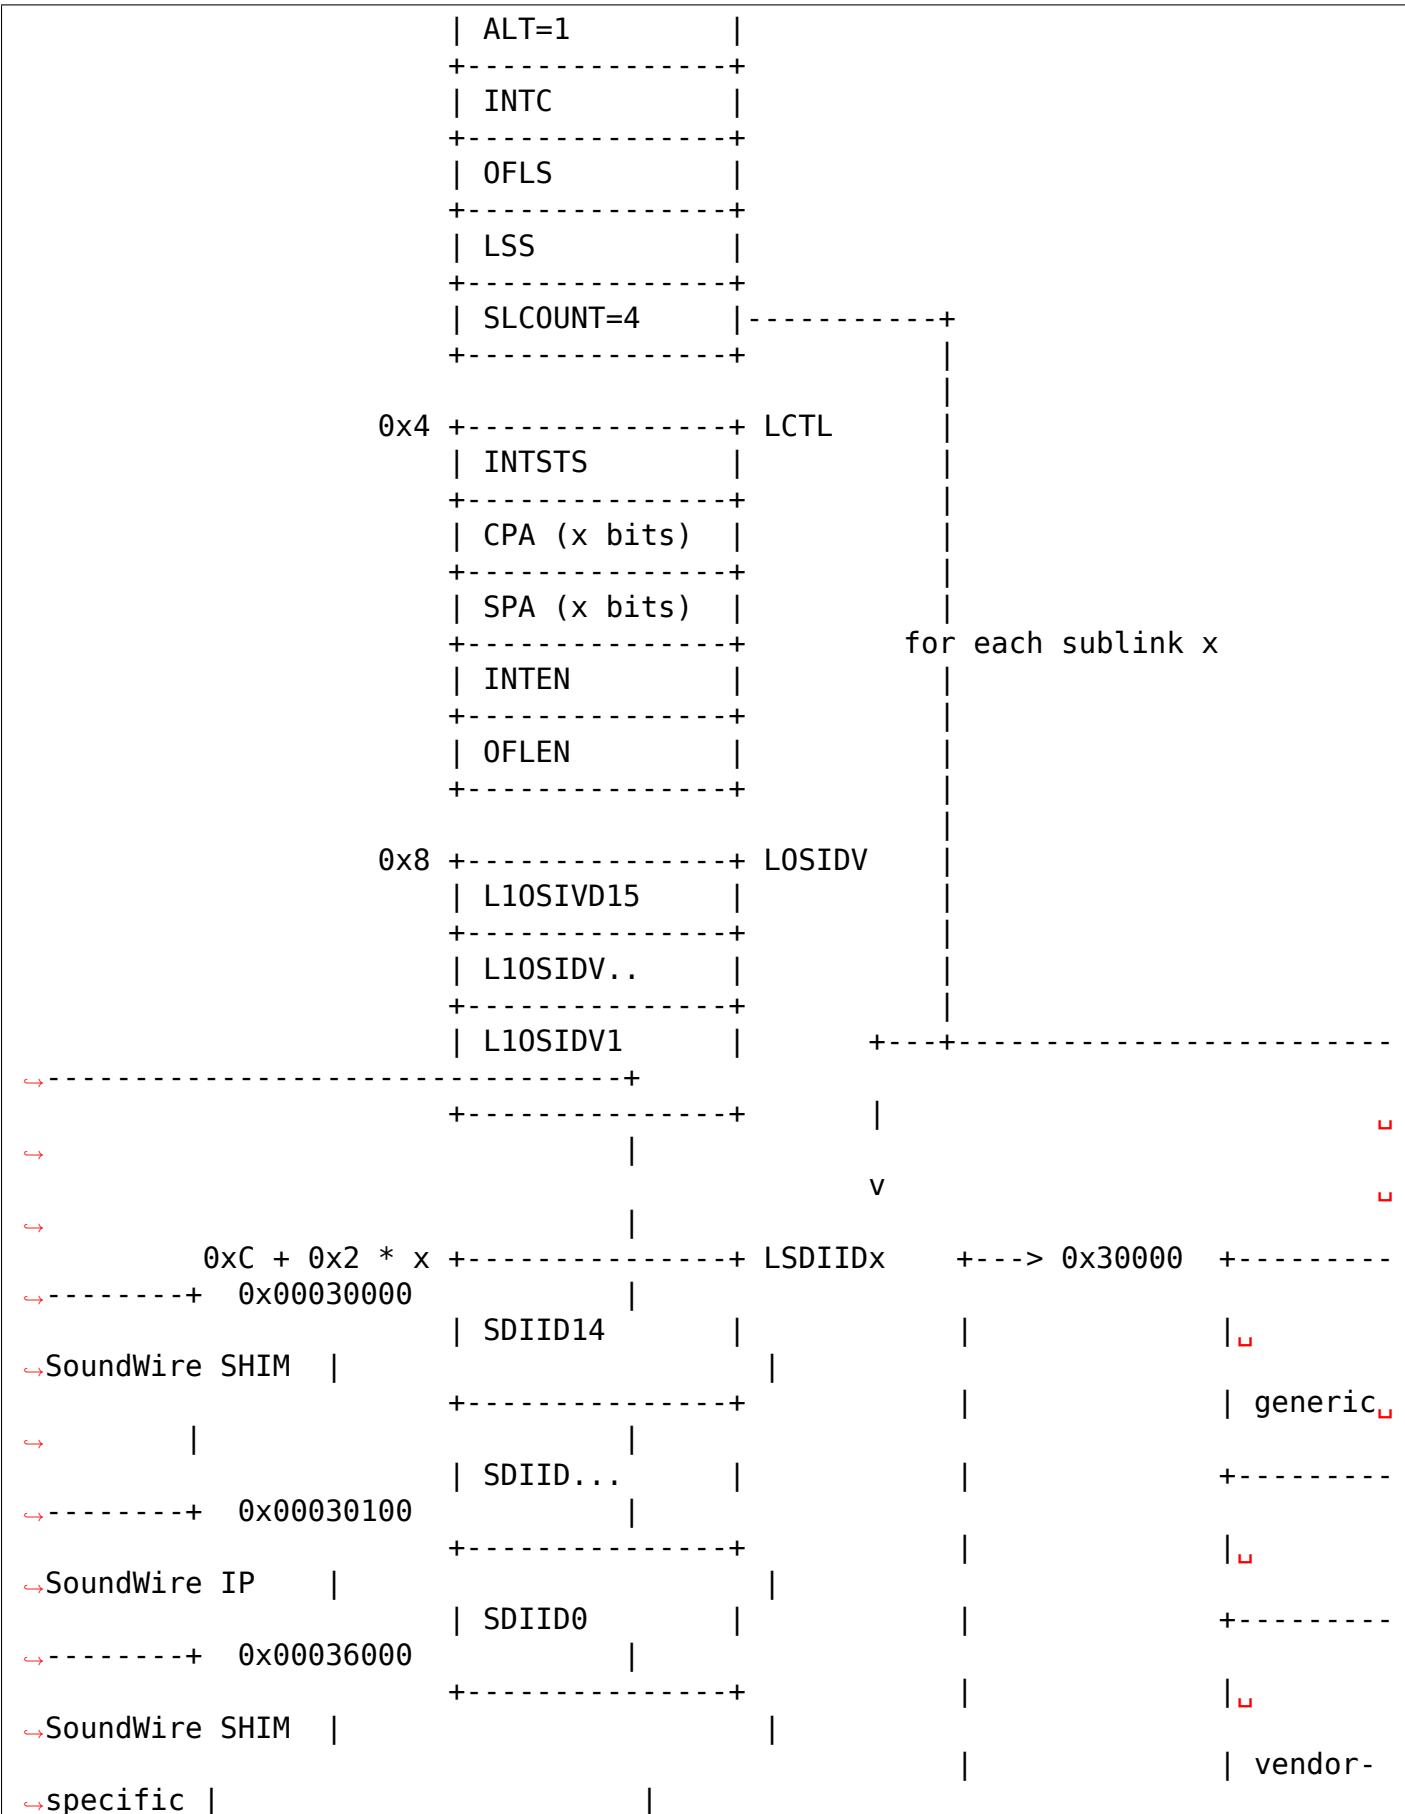 | ALT=1         |
                          +---------------+
                          | INTC          |
                          +---------------+
                          | OFLS          |
                          +---------------+
                          | LSS           |
                          +---------------+
                          | SLCOUNT=4     |-----------+
                          +---------------+           |
                                                      |
                      0x4 +---------------+ LCTL      |
                          | INTSTS        |           |
                          +---------------+           |
                          | CPA (x bits)  |           |
                          +---------------+           |
                          | SPA (x bits)  |           |
                          +---------------+         for each sublink x
                          | INTEN         |           |
                          +---------------+           |
                          | OFLEN         |           |
                          +---------------+           |
                                                      |
                      0x8 +---------------+ LOSIDV    |
                          | L1OSIVD15     |           |
                          +---------------+           |
                          | L1OSIDV..     |           |
                          +---------------+           |
                          | L1OSIDV1      |       +---+-------------------------
↪---------------------------------+
                          +---------------+       |                            ␣
↪                                 |
                                                  v                            ␣
↪                                 |
            0xC + 0x2 * x +---------------+ LSDIIDx    +---> 0x30000  +---------
↪--------+  0x00030000            |
                          | SDIID14       |            |              |␣
↪SoundWire SHIM  |                        |
                          +---------------+            |              | generic␣
↪        |                        |
                          | SDIID...      |            |              +---------
↪--------+  0x00030100            |
                          +---------------+            |              |␣
↪SoundWire IP    |                        |
                          | SDIID0        |            |              +---------
↪--------+  0x00036000            |
                          +---------------+            |              |␣
↪SoundWire SHIM  |                        |
                                                       |              | vendor-
↪specific |                        |